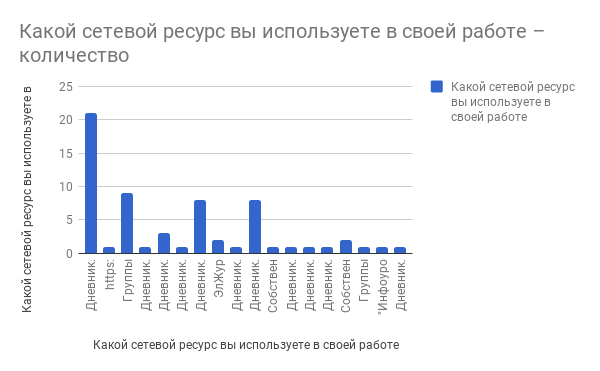 Какой сетевой ресурс вы используете в своей работе –
количество
Какой сетевой ресурс вы используете в
25
20
15
10
5
0
Какой сетевой ресурс
вы используете в
своей работе
Дневник.
https:
Группы
Дневник.
Дневник.
Дневник.
Дневник.
ЭлЖур
Дневник.
Дневник.
Собствен
Дневник.
Дневник.
Дневник.
Собствен
Группы
"Инфоуро
Дневник.
Какой сетевой ресурс вы используете в своей работе